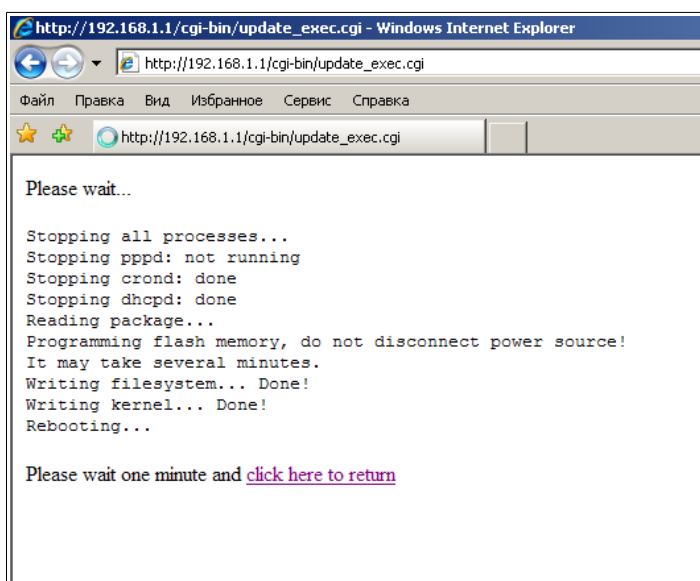 http://192.168.1.1/cgi-bin/update_exec.cgi - Windows Internet Explorer
http://192.168.1.1/cgi-bin/update_exec.cgi
Файл Правка Вид Избранное Сервис Справка
http://192.168.1.1/cgi-bin/update_exec.cgi
Please wait...
Stopping all processes...
Stopping pppd: not running
Stopping crond: done
Stopping dhcpd: done
Reading package...
Programming flash memory, do not disconnect power source!
It may take several minutes.
Writing filesystem... Done!
Writing kernel... Done!
Rebooting...
Please wait one minute and click here to return